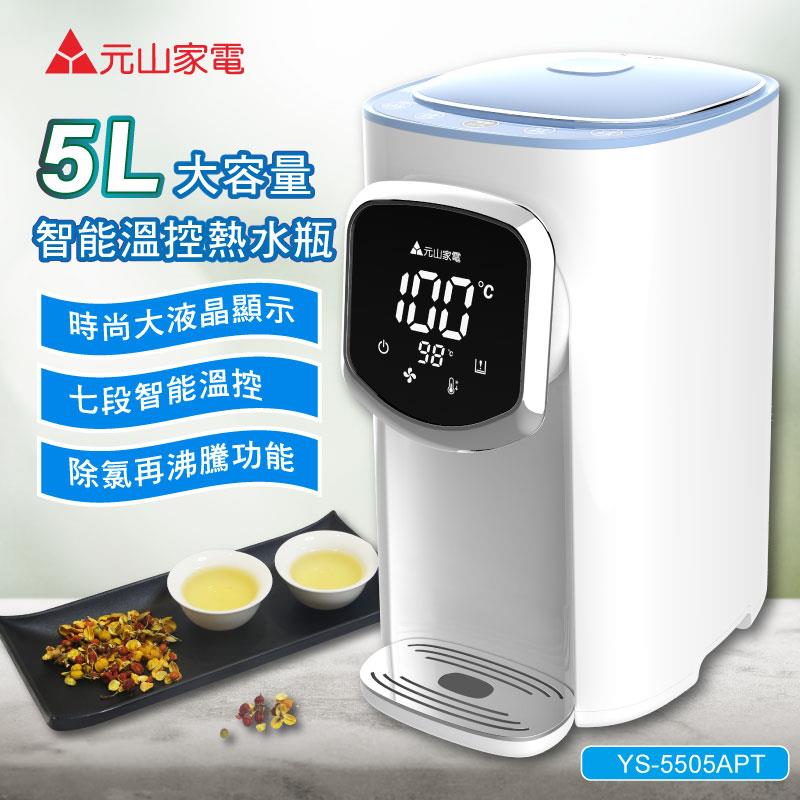 元山家電
5L 大容量
智能溫控熱水瓶
時尚大液晶顯示
七段智能溫控
除氯再沸騰功能
元山家電
100°C
98°C
YS-5505APT